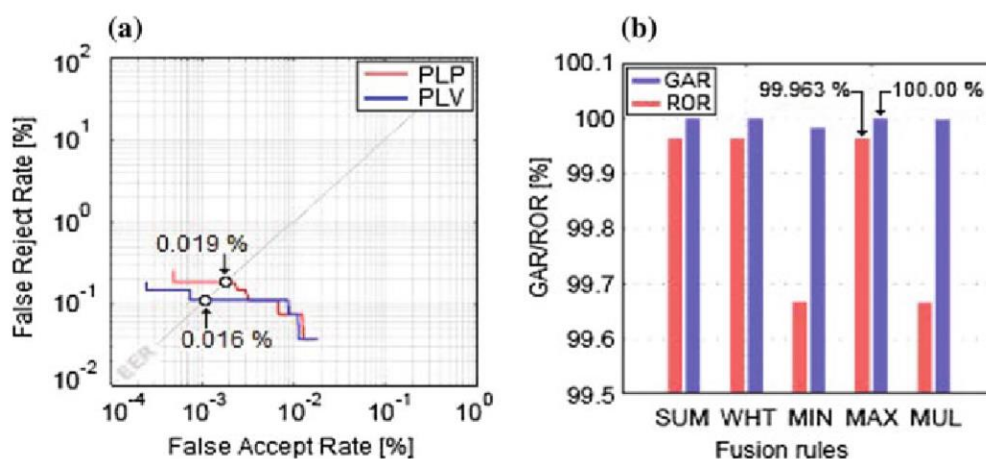 (a)
False Reject Rate [%]
10^2
10^1
10^0
10^-1
10^-2
PLP
PLV
0.019 %
0.016 %
EER
10^-4 10^-3 10^-2 10^-1 10^0
False Accept Rate [%]
(b)
GAR/ROR [%]
100.1
100
99.9
99.8
99.7
99.6
99.5
GAR
ROR
99.963 %
100.00 %
SUM WHT MIN MAX MUL
Fusion rules